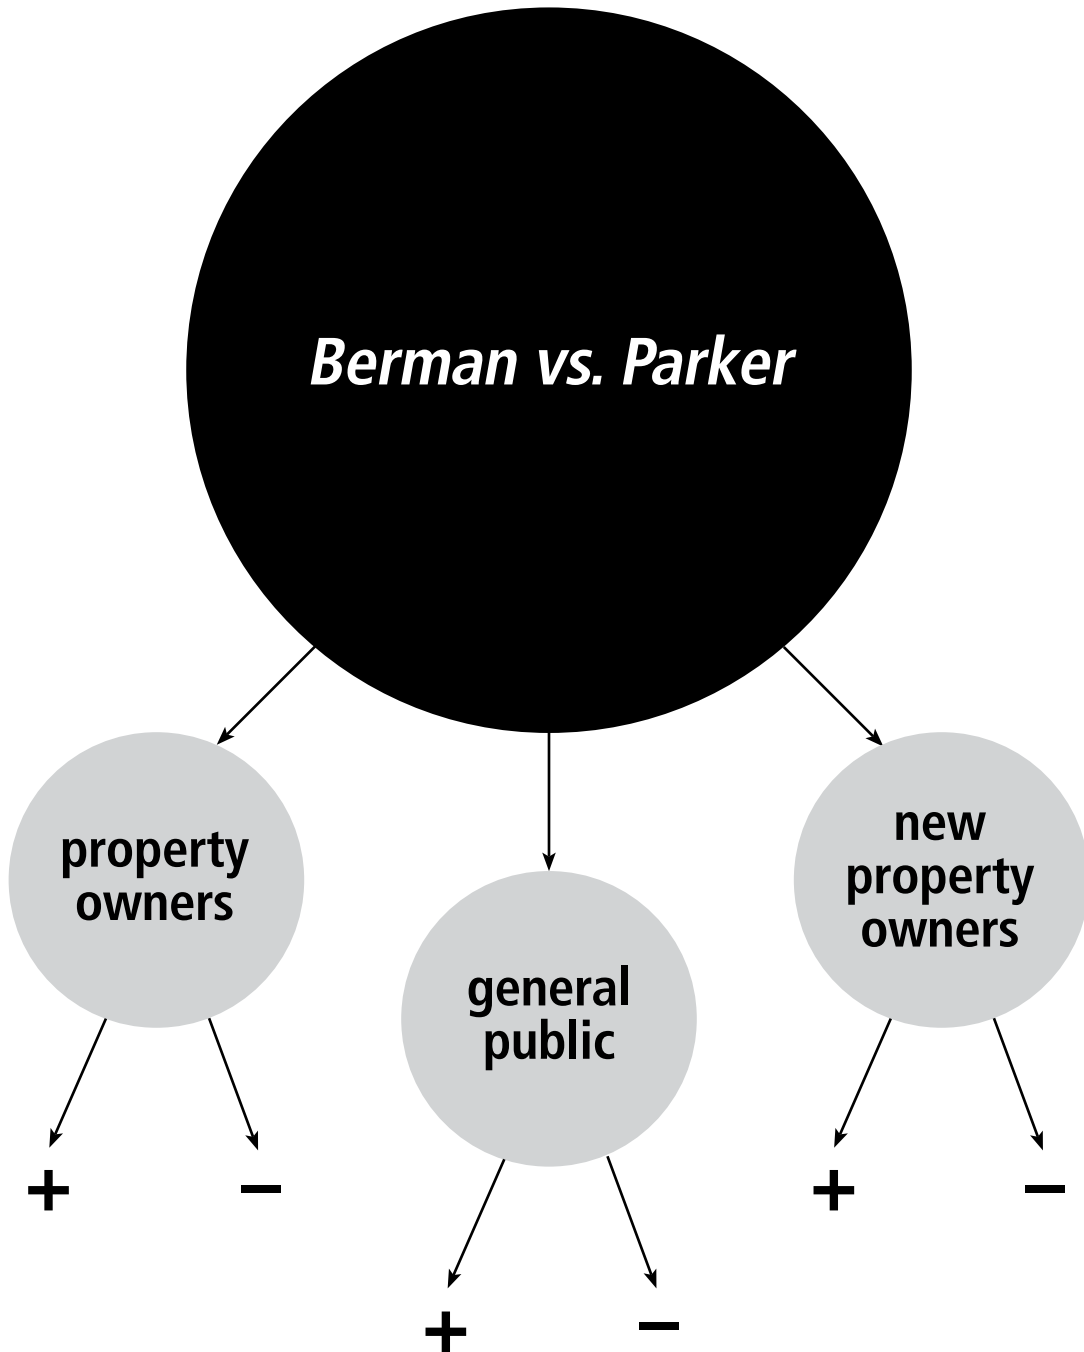 Berman vs. Parker
property
owners
general
public
new
property
owners
+
−
+
−
+
−